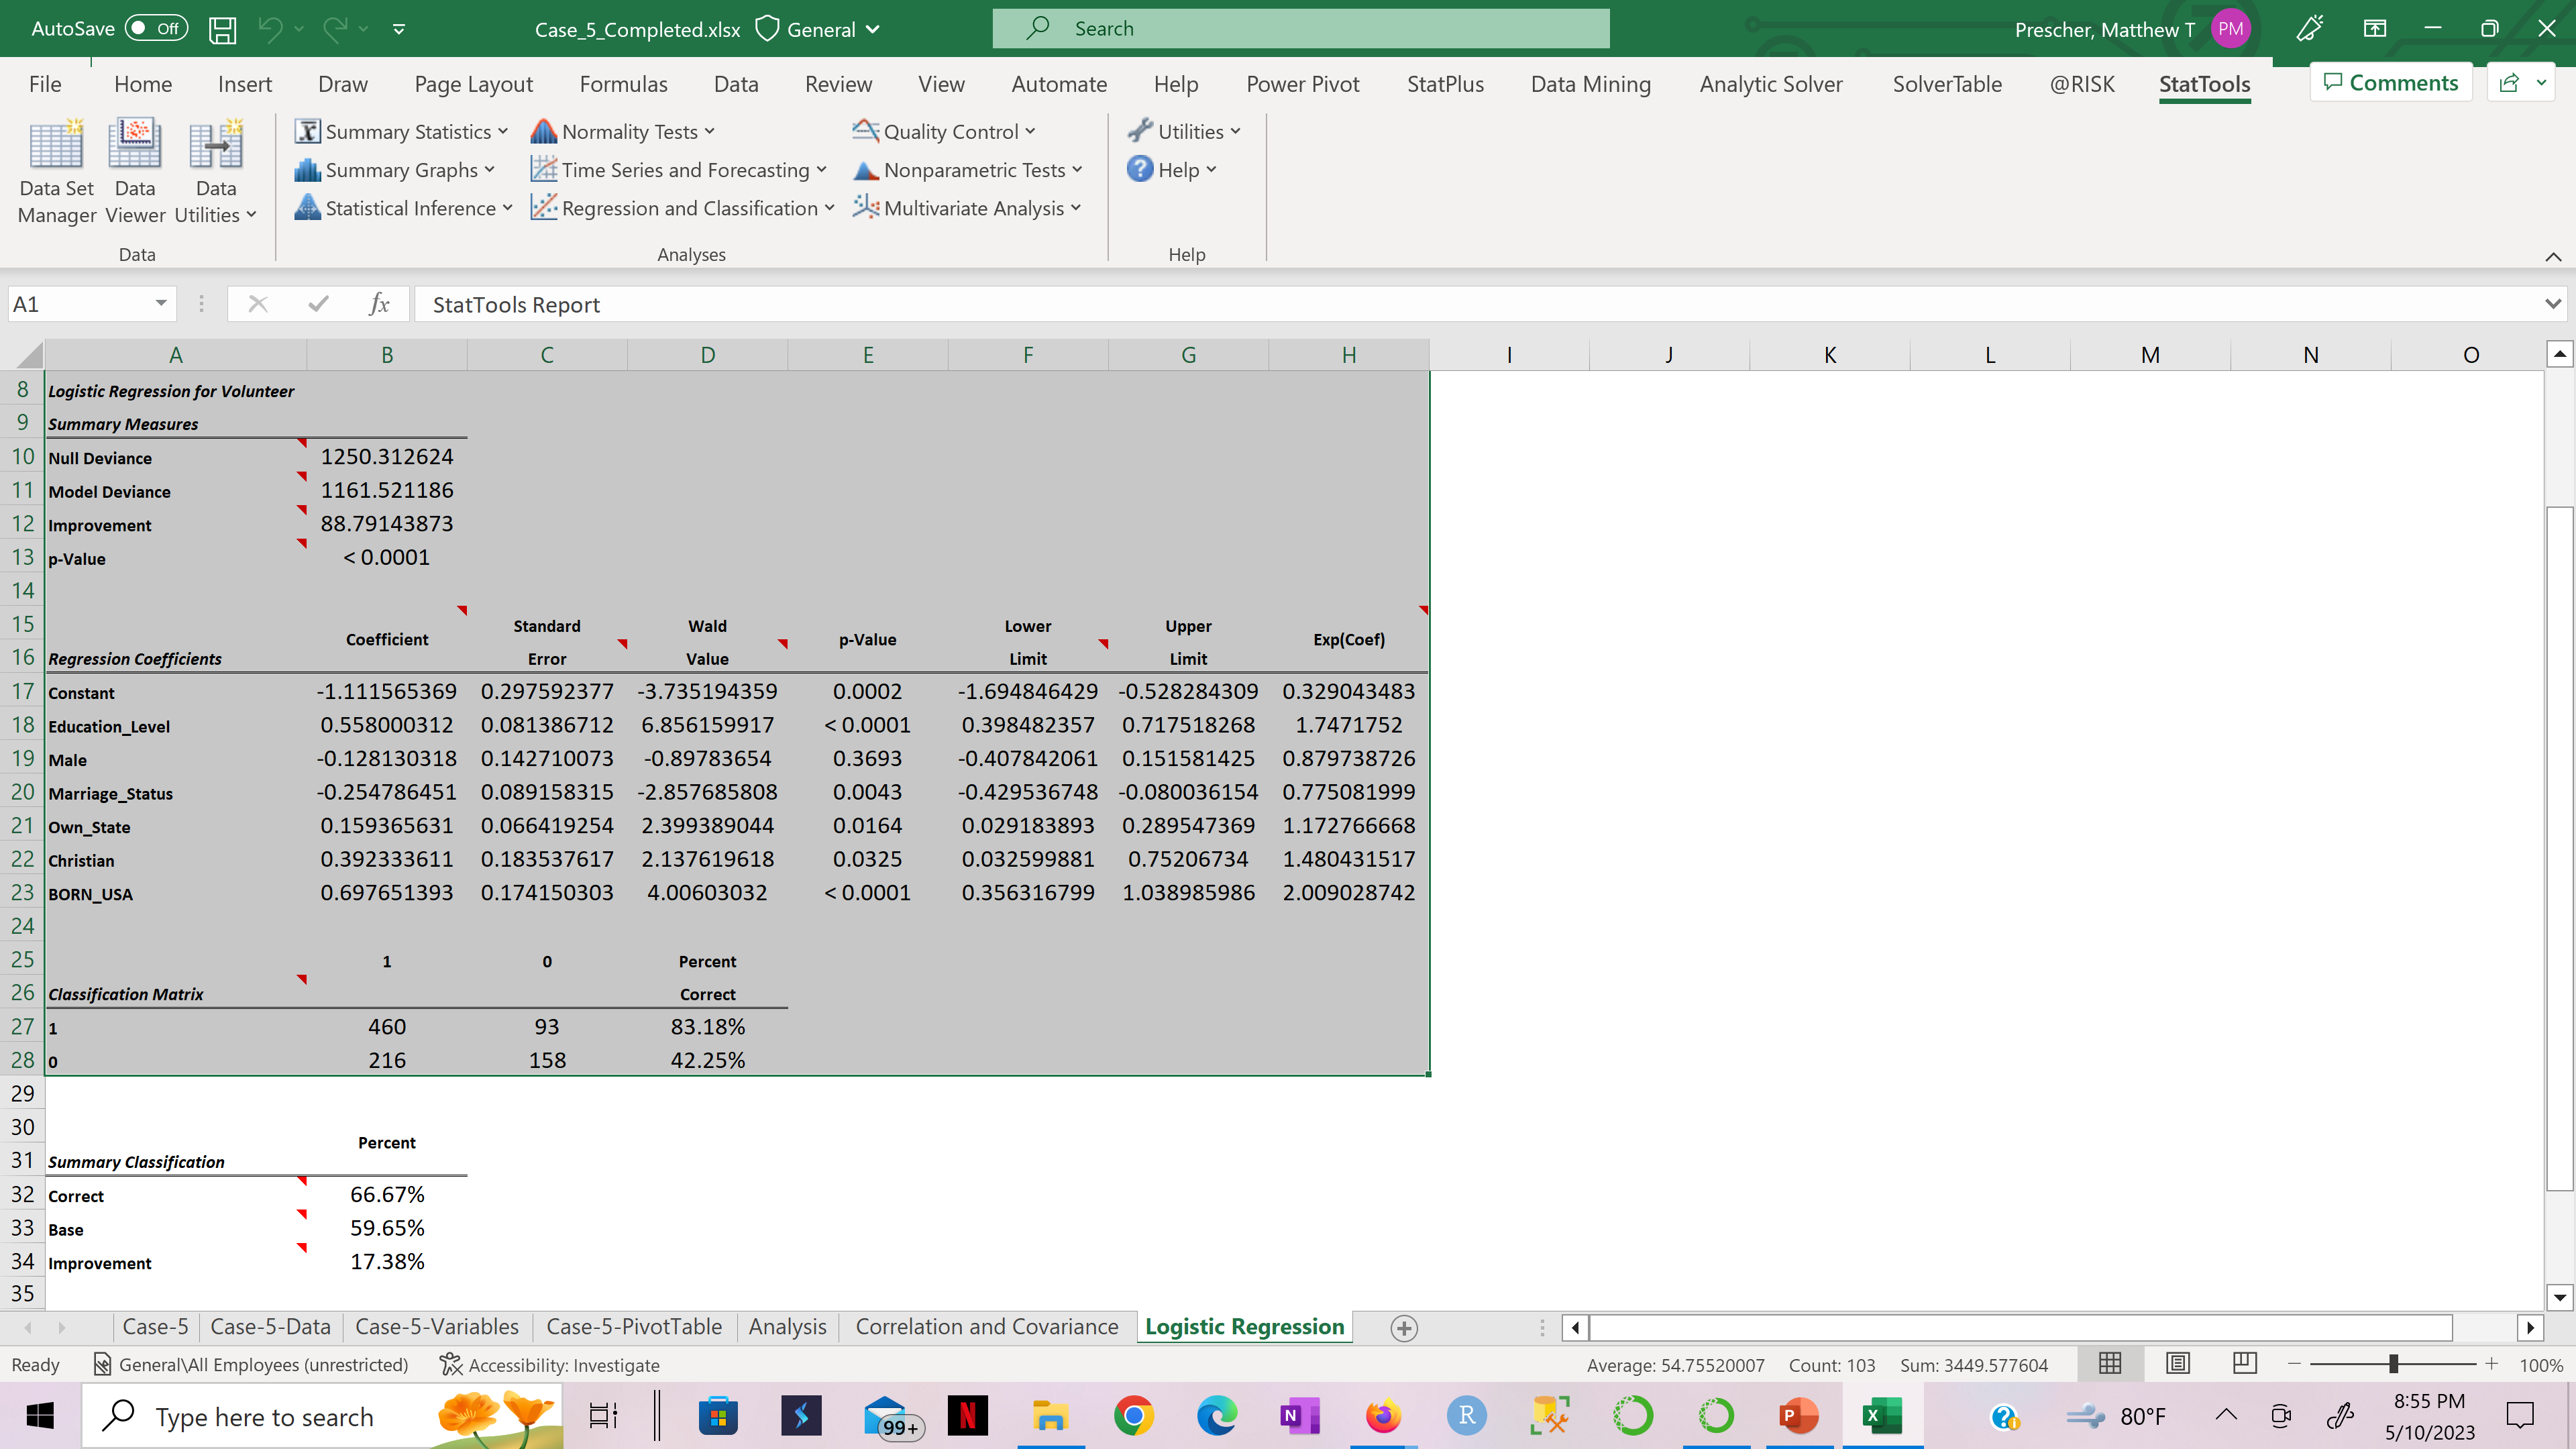 AutoSave Off Case_5_Completed.xlsx General Search Prescher, Matthew T PM
File Home Insert Draw Page Layout Formulas Data Review View Automate Help Power Pivot StatPlus Data Mining Analytic Solver SolverTable @RISK StatTools Comments
Summary Statistics Normality Tests Quality Control Utilities
Summary Graphs Time Series and Forecasting Nonparametric Tests Help
Data Set Data Data
Manager Viewer Utilities Statistical Inference Regression and Classification Multivariate Analysis
Data Analyses Help
A1 fx StatTools Report
A B C D E F G H I J K L M N O
8 Logistic Regression for Volunteer
9 Summary Measures
10 Null Deviance 1250.312624
11 Model Deviance 1161.521186
12 Improvement 88.79143873
13 p-Value < 0.0001
14
15 Coefficient Standard Wald p-Value Lower Upper Exp(Coef)
16 Regression Coefficients Error Value Limit Limit
17 Constant -1.111565369 0.297592377 -3.735194359 0.0002 -1.694846429 -0.528284309 0.329043483
18 Education_Level 0.558000312 0.081386712 6.856159917 < 0.0001 0.398482357 0.717518268 1.7471752
19 Male -0.128130318 0.142710073 -0.89783654 0.3693 -0.407842061 0.151581425 0.879738726
20 Marriage_Status -0.254786451 0.089158315 -2.857685808 0.0043 -0.429536748 -0.080036154 0.775081999
21 Own_State 0.159365631 0.066419254 2.399389044 0.0164 0.029183893 0.289547369 1.172766668
22 Christian 0.392333611 0.183537617 2.137619618 0.0325 0.032599881 0.75206734 1.480431517
23 BORN_USA 0.697651393 0.174150303 4.00603032 < 0.0001 0.356316799 1.038985986 2.009028742
24
25 1 0 Percent
26 Classification Matrix Correct
27 1 460 93 83.18%
28 0 216 158 42.25%
29
30 Percent
31 Summary Classification
32 Correct 66.67%
33 Base 59.65%
34 Improvement 17.38%
35
Case-5 Case-5-Data Case-5-Variables Case-5-PivotTable Analysis Correlation and Covariance Logistic Regression
Ready General\All Employees (unrestricted) Accessibility: Investigate Average: 54.75520007 Count: 103 Sum: 3449.577604 100%
Type here to search 99+ N N R P X 80°F 8:55 PM
5/10/2023